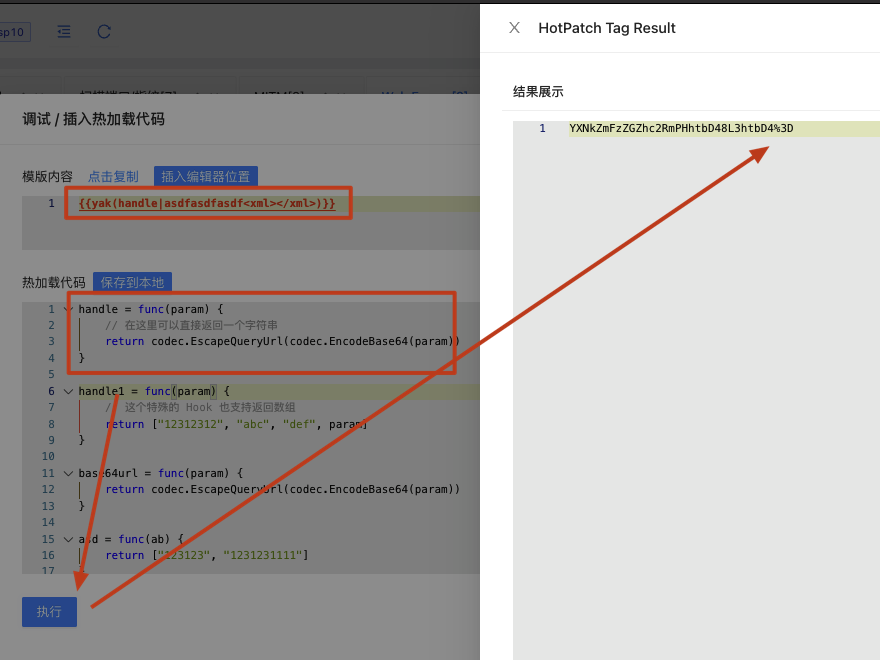 sp10
HotPatch Tag Result
结果展示
1 YXNkZmFzZGZhc2RmPHhtbD48L3htbD4%3D
调试 / 插入热加载代码
模版内容 点击复制 插入编辑器位置
1 {{yak(handle|asdfasdfasdf<xml></xml>)}}
热加载代码 保存到本地
1 handle = func(param) {
2 // 在这里可以直接返回一个字符串
3 return codec.EscapeQueryUrl(codec.EncodeBase64(param))
4 }
5
6 handle1 = func(param) {
7 // 这个特殊的 Hook 也支持返回数组
8 return ["12312312", "abc", "def", param]
9 }
10
11 base64url = func(param) {
12 return codec.EscapeQueryUrl(codec.EncodeBase64(param))
13 }
14
15 asd = func(ab) {
16 return ["123123", "1231231111"]
17
执行